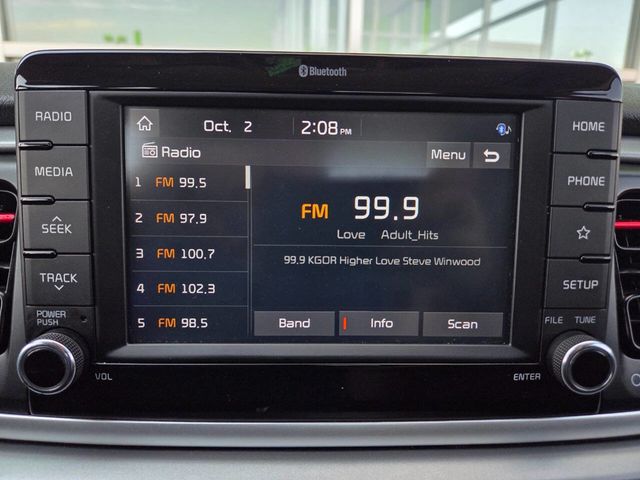 Bluetooth
RADIO
MEDIA
SEEK
TRACK
POWER
PUSH
VOL
Oct. 2 2:08 PM
Radio
Menu
1 FM 99.5
2 FM 97.9
3 FM 100.7
4 FM 102.3
5 FM 98.5
FM 99.9
Love Adult_Hits
99.9 KGOR Higher Love Steve Winwood
Band Info Scan
HOME
PHONE
SETUP
FILE TUNE
ENTER